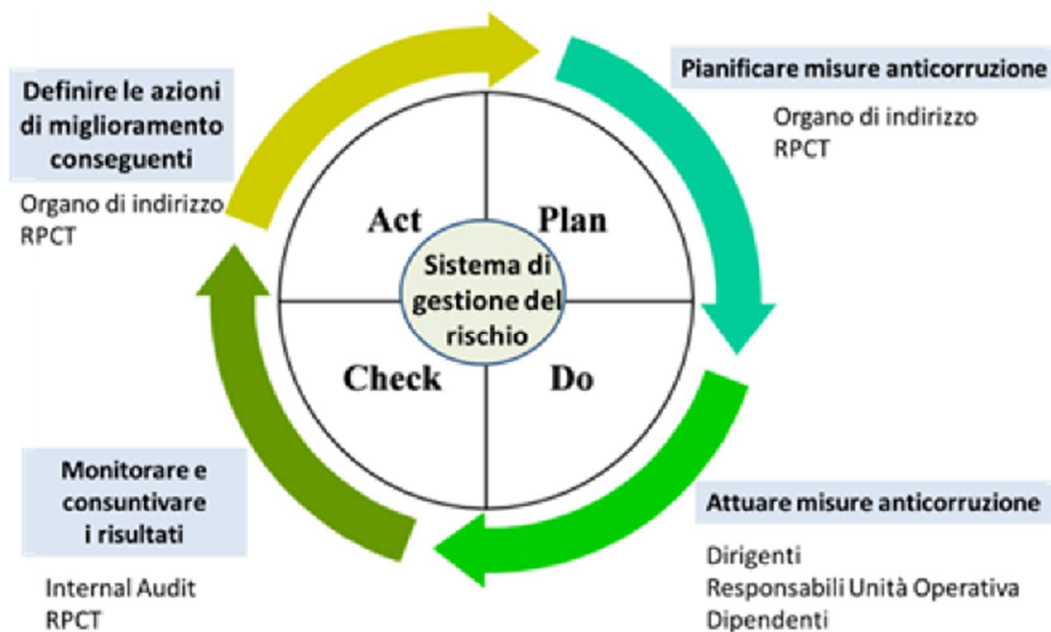 Definire le azioni
di miglioramento
conseguenti
Organo di indirizzo
RPCT
Pianificare misure anticorruzione
Organo di indirizzo
RPCT
Act
Plan
Sistema di
gestione del
rischio
Check
Do
Monitorare e
consuntivare
i risultati
Internal Audit
RPCT
Attuare misure anticorruzione
Dirigenti
Responsabili Unità Operativa
Dipendenti